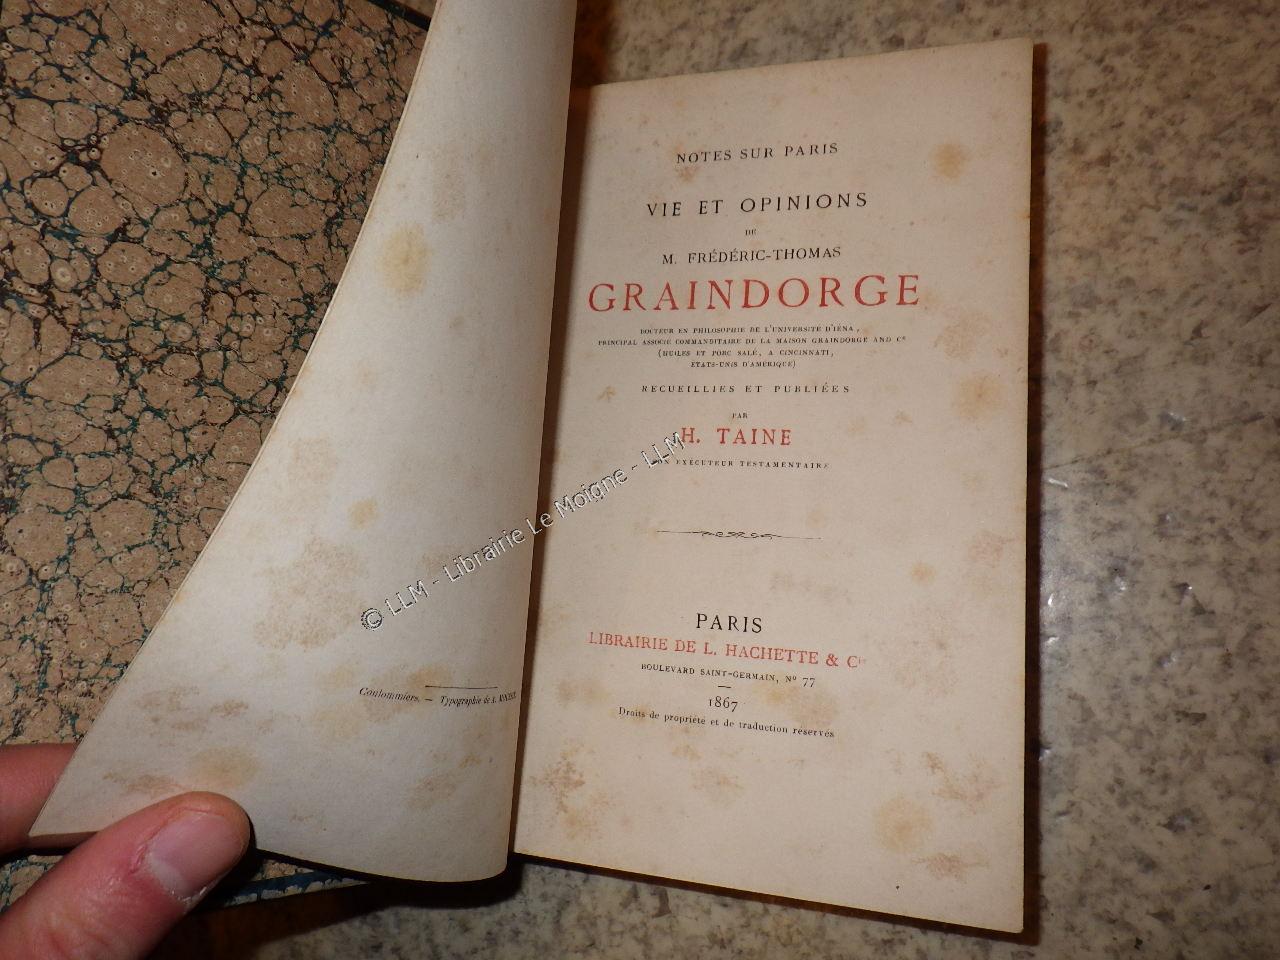 Coulommiers. — Typographie de A. MOUSSIN
NOTES SUR PARIS
VIE ET OPINIONS
DE
M. FRÉDÉRIC-THOMAS
GRAINDORGE
DOCTEUR EN PHILOSOPHIE DE L'UNIVERSITÉ D'IÉNA,
PRINCIPAL ASSOCIÉ COMMANDITAIRE DE LA MAISON GRAINDORGE AND Cº
(HUILES ET PORC SALÉ, A CINCINNATI,
ÉTATS-UNIS D'AMÉRIQUE)
RECUEILLIES ET PUBLIÉES
PAR
H. TAINE
SON EXÉCUTEUR TESTAMENTAIRE
PARIS
LIBRAIRIE DE L. HACHETTE & Cie
BOULEVARD SAINT-GERMAIN, Nº 77
1867
Droits de propriété et de traduction réservés
© LLM - Librairie Le Moigne - LLM